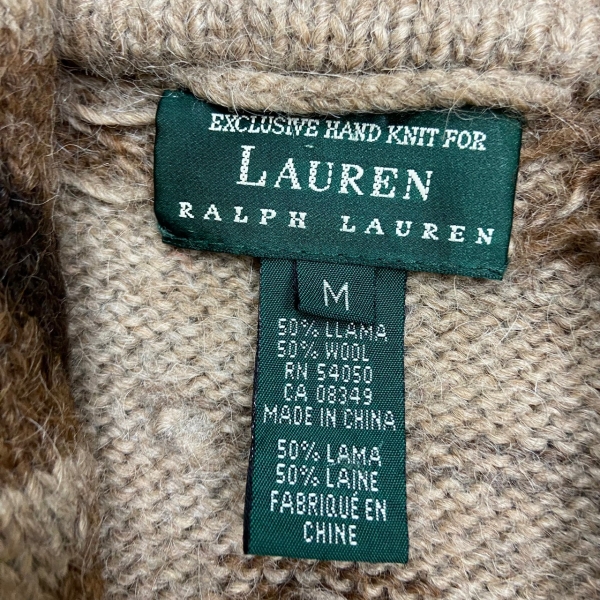 EXCLUSIVE HAND KNIT FOR
LAUREN
RALPH LAUREN
M
50% LLAMA
50% WOOL
RN 54050
CA 08349
MADE IN CHINA
50% LAMA
50% LAINE
FABRIQUÉ EN
CHINE